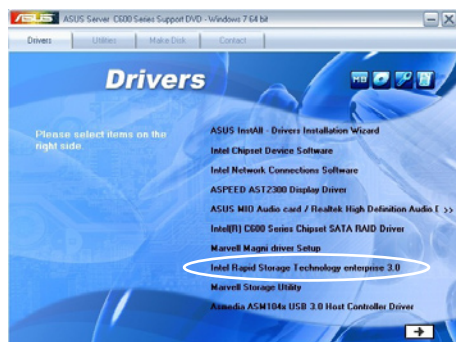 ASUS ASUS Server C600 Series Support DVD - Windows 7 64 bit
Drivers Utilities Make Disk Contact
Drivers
Please select items on the right side.
ASUS InstAll - Drivers Installation Wizard
Intel Chipset Device Software
Intel Network Connections Software
ASPEED AST2300 Display Driver
ASUS MIO Audio card / Realtek High Definition Audio D >>
Intel(R) C600 Series Chipset SATA RAID Driver
Marvell Magni driver Setup
Intel Rapid Storage Technology enterprise 3.0
Marvell Storage Utility
Asmedia ASM104x USB 3.0 Host Controller Driver